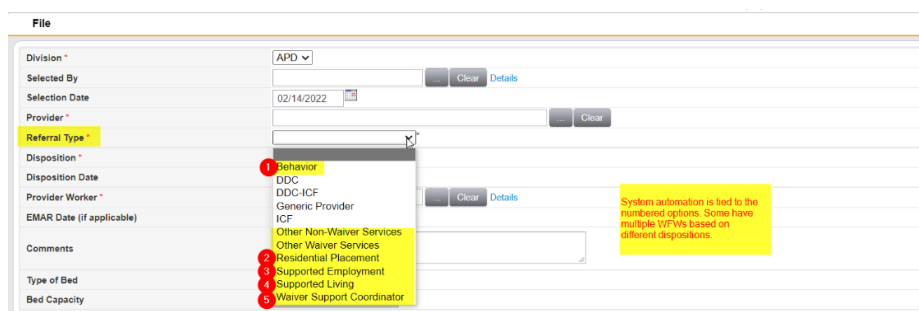 File
Division *
APD
Selected By
... Clear Details
Selection Date
02/14/2022
Provider *
... Clear
Referral Type *
Disposition *
1 Behavior
Disposition Date
DDC
DDC-ICF
Provider Worker *
Generic Provider
... Clear Details
EMAR Date (if applicable)
ICF
Other Non-Waiver Services
Comments
Other Waiver Services
2 Residential Placement
3 Supported Employment
Type of Bed
4 Supported Living
Bed Capacity
5 Waiver Support Coordinator
System automation is tied to the
numbered options. Some have
multiple WFWs based on
different dispositions.